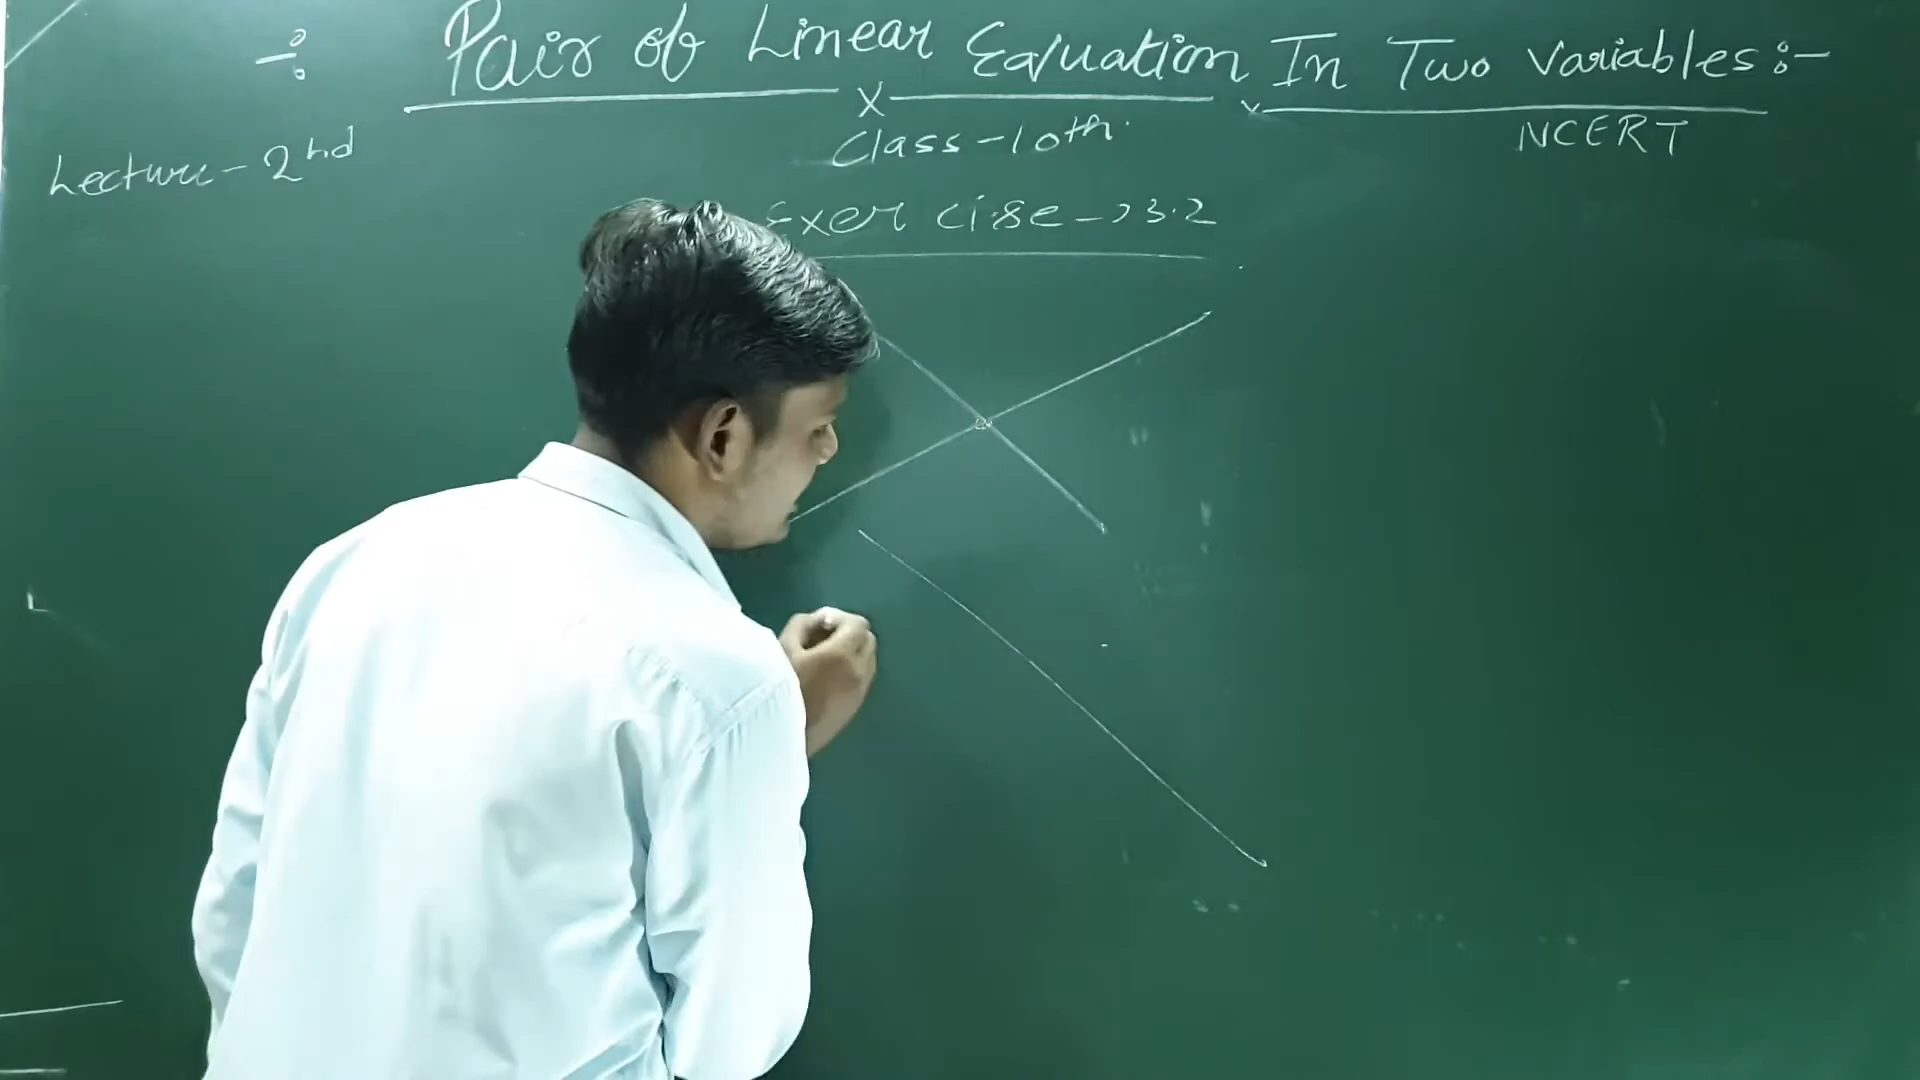 Pair of Linear Equation In Two Variables :-
Class-10th.
NCERT
Lecture-2nd
Exercise→3.2